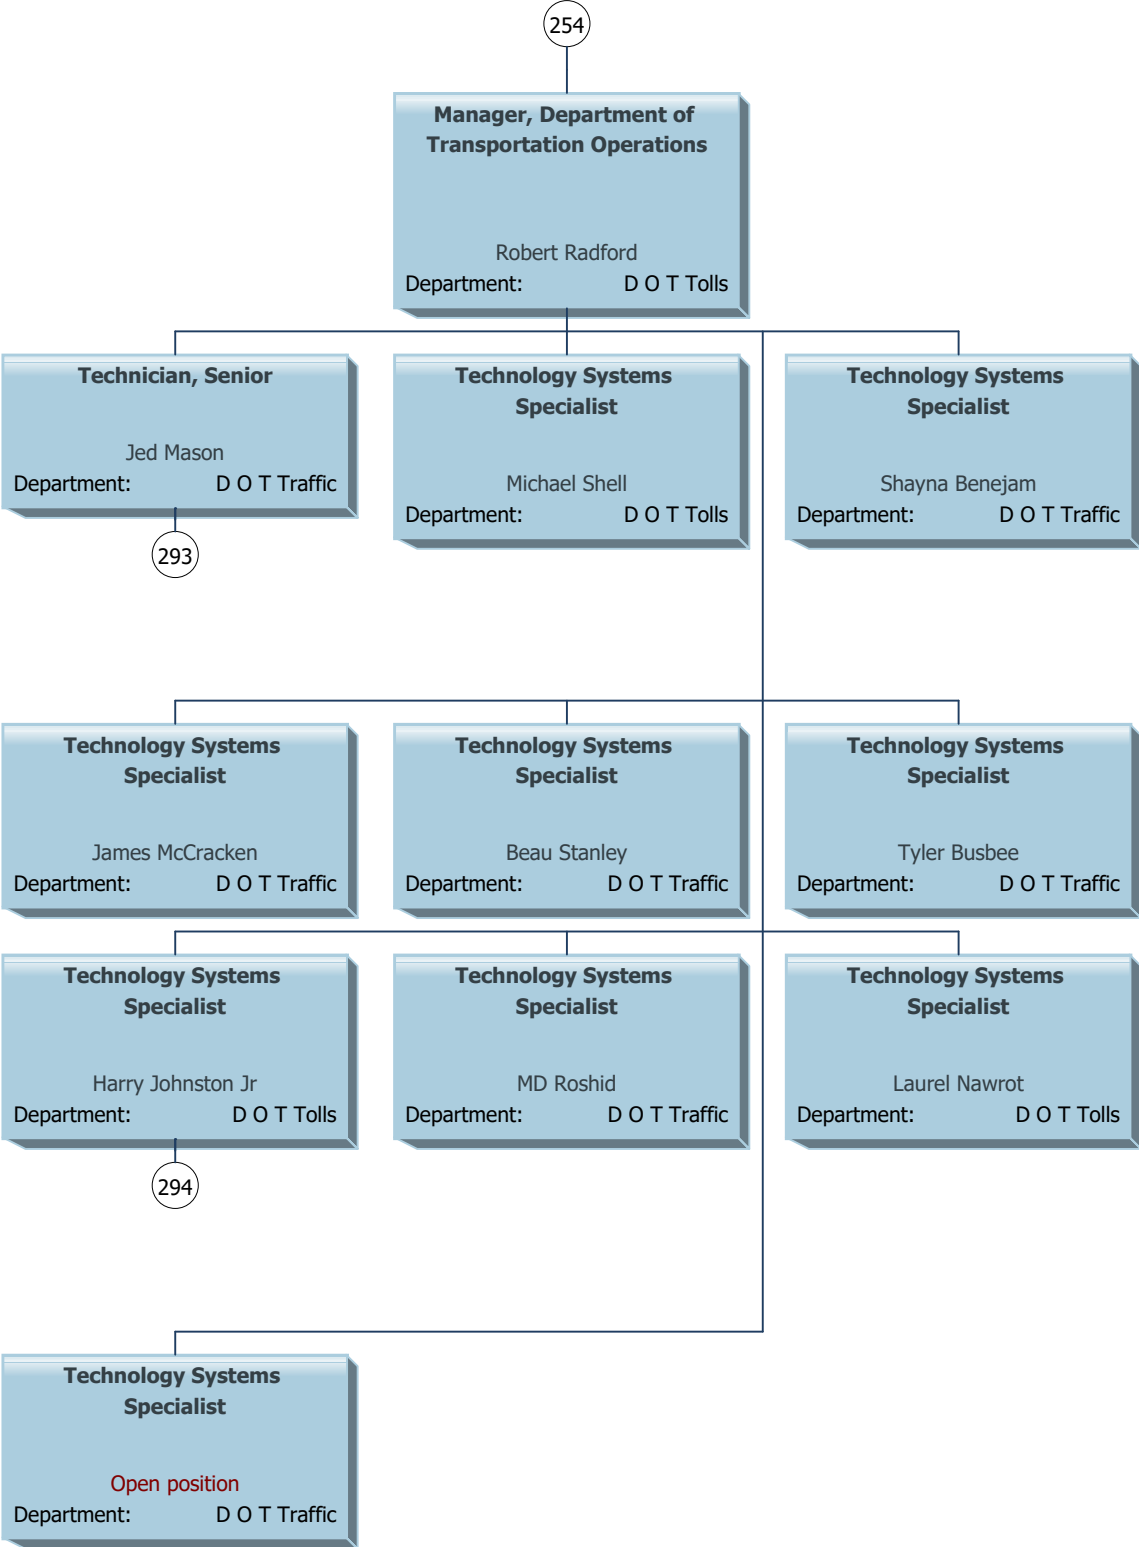 254
Manager, Department of
Transportation Operations
Robert Radford
Department: D O T Tolls
Technician, Senior
Jed Mason
Department: D O T Traffic
293
Technology Systems
Specialist
Michael Shell
Department: D O T Tolls
Technology Systems
Specialist
Shayna Benejam
Department: D O T Traffic
Technology Systems
Specialist
James McCracken
Department: D O T Traffic
Technology Systems
Specialist
Beau Stanley
Department: D O T Traffic
Technology Systems
Specialist
Tyler Busbee
Department: D O T Traffic
Technology Systems
Specialist
Harry Johnston Jr
Department: D O T Tolls
294
Technology Systems
Specialist
MD Roshid
Department: D O T Traffic
Technology Systems
Specialist
Laurel Nawrot
Department: D O T Tolls
Technology Systems
Specialist
Open position
Department: D O T Traffic